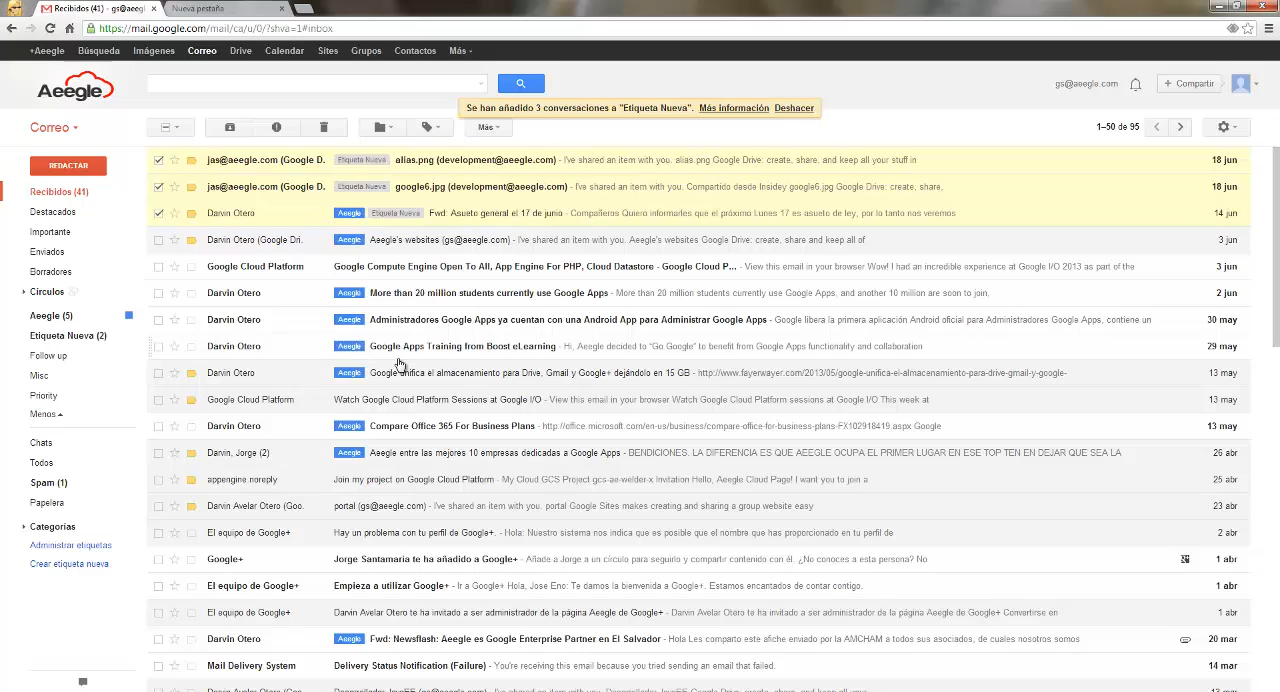 Recibidos (41) - gs@aeegl × Nueva pestaña ×
https://mail.google.com/mail/ca/u/0/?shva=1#inbox
+Aeegle Búsqueda Imágenes Correo Drive Calendar Sites Grupos Contactos Más
Aeegle gs@aeegle.com + Compartir
Se han añadido 3 conversaciones a "Etiqueta Nueva". Más información Deshacer
Correo Más 1–50 de 95
REDACTAR
Recibidos (41)
Destacados
Importante
Enviados
Borradores
Círculos
Aeegle (5)
Etiqueta Nueva (2)
Follow up
Misc
Priority
Menos
Chats
Todos
Spam (1)
Papelera
Categorías
Administrar etiquetas
Crear etiqueta nueva
jas@aeegle.com (Google D. Etiqueta Nueva alias.png (development@aeegle.com) - I've shared an item with you. alias.png Google Drive: create, share, and keep all your stuff in 18 jun
jas@aeegle.com (Google D. Etiqueta Nueva google6.jpg (development@aeegle.com) - I've shared an item with you. Compartido desde Insidey google6.jpg Google Drive: create, share, 18 jun
Darvin Otero Aeegle Etiqueta Nueva Fwd: Asueto general el 17 de junio - Compañeros Quiero informarles que el próximo Lunes 17 es asueto de ley, por lo tanto nos veremos 14 jun
Darvin Otero (Google Dri. Aeegle Aeegle's websites (gs@aeegle.com) - I've shared an item with you. Aeegle's websites Google Drive: create, share and keep all of 3 jun
Google Cloud Platform Google Compute Engine Open To All, App Engine For PHP, Cloud Datastore - Google Cloud P... - View this email in your browser Wow! I had an incredible experience at Google I/O 2013 as part of the 3 jun
Darvin Otero Aeegle More than 20 million students currently use Google Apps - More than 20 million students currently use Google Apps, and another 10 million are soon to join, 2 jun
Darvin Otero Aeegle Administradores Google Apps ya cuentan con una Android App para Administrar Google Apps - Google libera la primera aplicación Android oficial para Administradores Google Apps, contiene un 30 may
Darvin Otero Aeegle Google Apps Training from Boost eLearning - Hi, Aeegle decided to "Go Google" to benefit from Google Apps functionality and collaboration 29 may
Darvin Otero Aeegle Google unifica el almacenamiento para Drive, Gmail y Google+ dejándolo en 15 GB - http://www.fayerwayer.com/2013/05/google-unifica-el-almacenamiento-para-drive-gmail-y-google- 13 may
Google Cloud Platform Watch Google Cloud Platform Sessions at Google I/O - View this email in your browser Watch Google Cloud Platform sessions at Google I/O This week at 13 may
Darvin Otero Aeegle Compare Office 365 For Business Plans - http://office.microsoft.com/en-us/business/compare-office-for-business-plans-FX102918419.aspx Google 13 may
Darvin, Jorge (2) Aeegle Aeegle entre las mejores 10 empresas dedicadas a Google Apps - BENDICIONES. LA DIFERENCIA ES QUE AEEGLE OCUPA EL PRIMER LUGAR EN ESE TOP TEN EN DEJAR QUE SEA LA 26 abr
appengine.noreply Join my project on Google Cloud Platform - My Cloud GCS Project gcs-ae-welder-x Invitation Hello, Aeegle Cloud Page! I want you to join a 25 abr
Darvin Avelar Otero (Goo. portal (gs@aeegle.com) - I've shared an item with you. portal Google Sites makes creating and sharing a group website easy 23 abr
El equipo de Google+ Hay un problema con tu perfil de Google+. - Hola: Nuestro sistema nos indica que es posible que el nombre que has proporcionado en tu perfil de 2 abr
Google+ Jorge Santamaria te ha añadido a Google+ - Añade a Jorge a un círculo para seguirlo y compartir contenido con él. ¿No conoces a esta persona? No 1 abr
El equipo de Google+ Empieza a utilizar Google+ - Ir a Google+ Hola, Jose Eno: Te damos la bienvenida a Google+. Estamos encantados de contar contigo. 1 abr
El equipo de Google+ Darvin Avelar Otero te ha invitado a ser administrador de la página Aeegle de Google+ - Darvin Avelar Otero te ha invitado a ser administrador de la página Aeegle de Google+ Convertirse en 1 abr
Darvin Otero Aeegle Fwd: Newsflash: Aeegle es Google Enterprise Partner en El Salvador - Hola Les comparto este afiche enviado por la AMCHAM a todos sus asociados, de cuales nosotros somos 20 mar
Mail Delivery System Delivery Status Notification (Failure) - You're receiving this email because you tried sending an email that failed. 14 mar